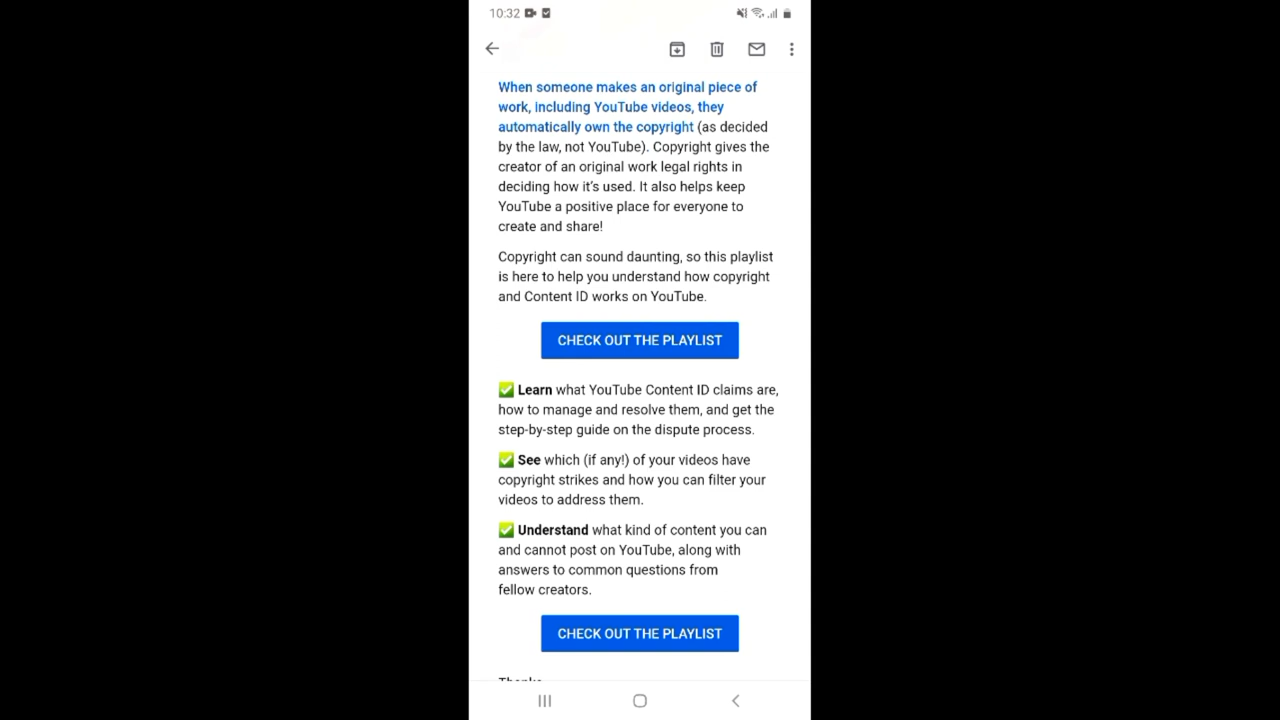 10:32
When someone makes an original piece of
work, including YouTube videos, they
automatically own the copyright (as decided
by the law, not YouTube). Copyright gives the
creator of an original work legal rights in
deciding how it's used. It also helps keep
YouTube a positive place for everyone to
create and share!
Copyright can sound daunting, so this playlist
is here to help you understand how copyright
and Content ID works on YouTube.
CHECK OUT THE PLAYLIST
✅ Learn what YouTube Content ID claims are,
how to manage and resolve them, and get the
step-by-step guide on the dispute process.
✅ See which (if any!) of your videos have
copyright strikes and how you can filter your
videos to address them.
✅ Understand what kind of content you can
and cannot post on YouTube, along with
answers to common questions from
fellow creators.
CHECK OUT THE PLAYLIST